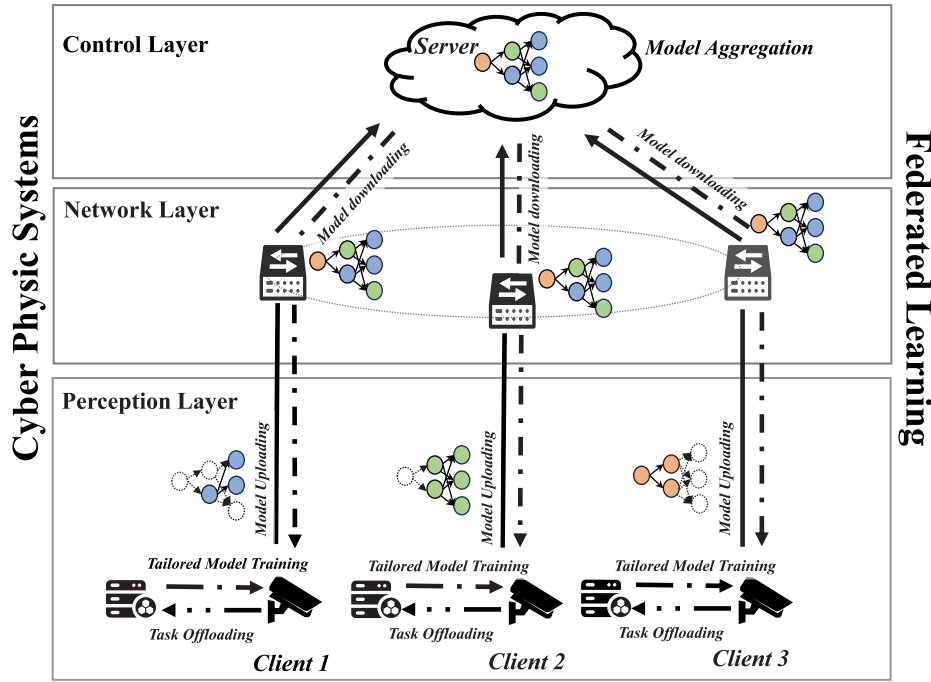 Cyber Physic Systems
Federated Learning
Control Layer
Server
Model Aggregation
Model downloading
Model downloading
Model downloading
Network Layer
Perception Layer
Model Uploading
Model Uploading
Model Uploading
Tailored Model Training
Tailored Model Training
Tailored Model Training
Task Offloading
Task Offloading
Task Offloading
Client 1
Client 2
Client 3